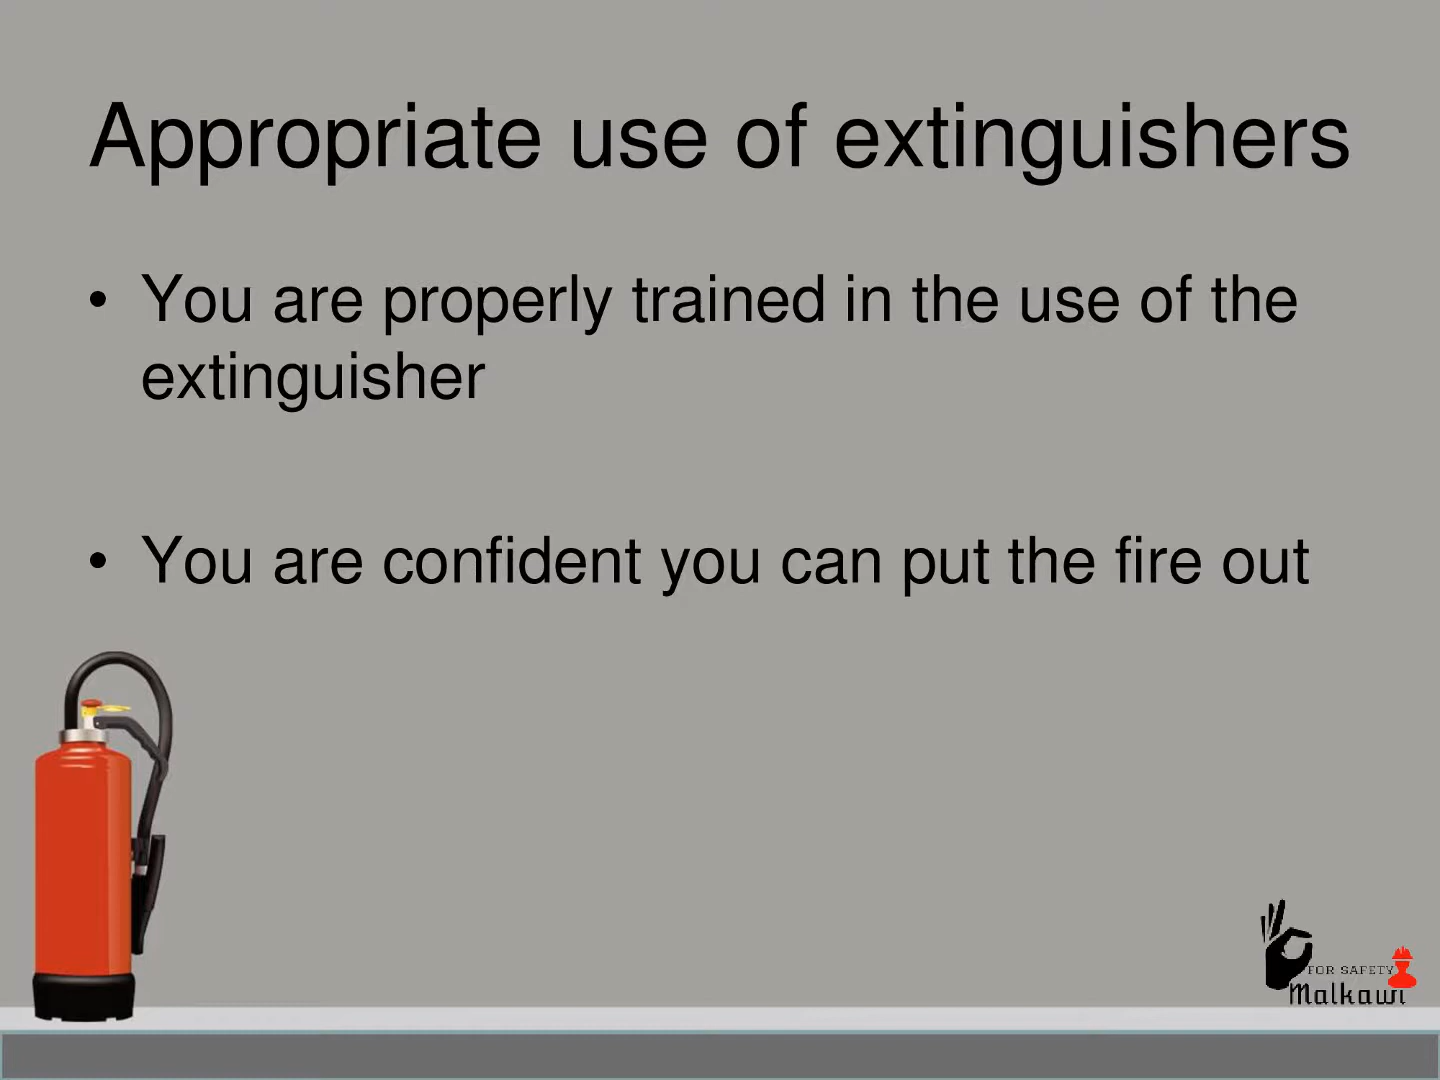 Appropriate use of extinguishers
• You are properly trained in the use of the
extinguisher
• You are confident you can put the fire out
FOR SAFETY
Malkawi